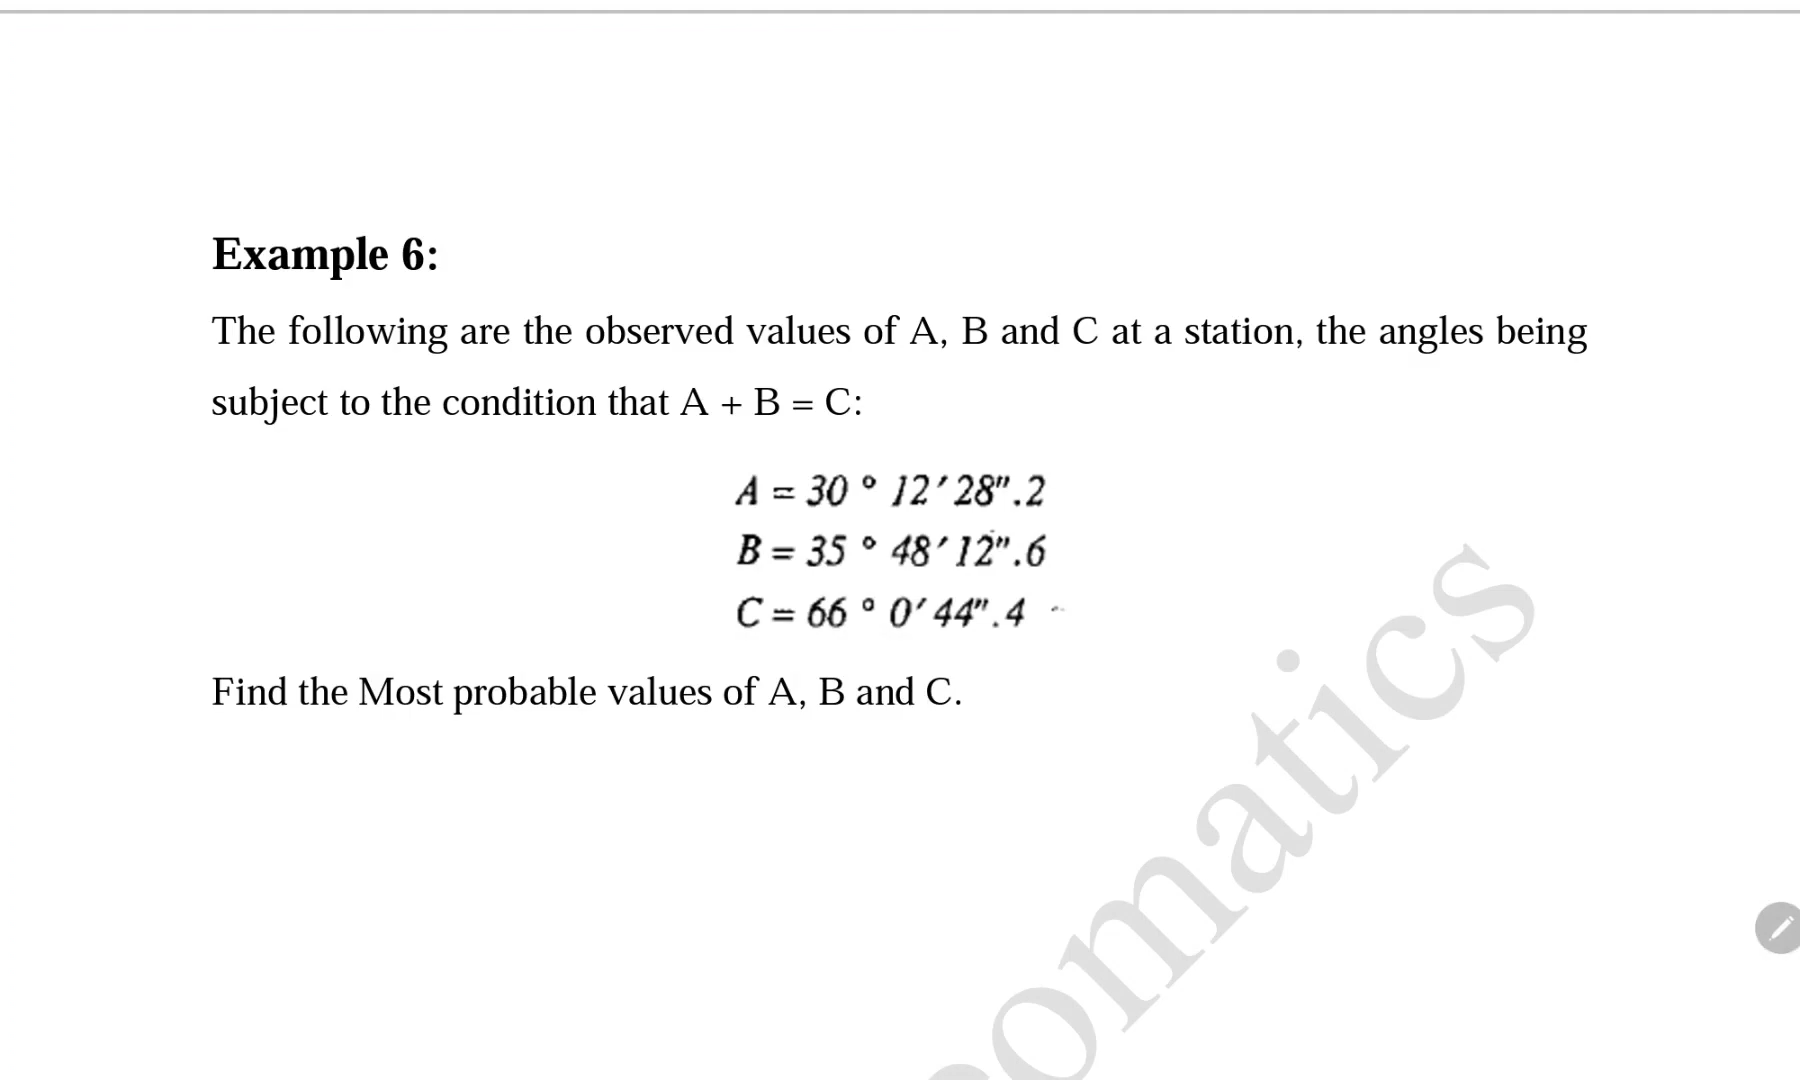 Example 6:
The following are the observed values of A, B and C at a station, the angles being
subject to the condition that A + B = C:
A = 30 ° 12′ 28″.2
B = 35 ° 48′ 12″.6
C = 66 ° 0′ 44″.4
Find the Most probable values of A, B and C.
omatics